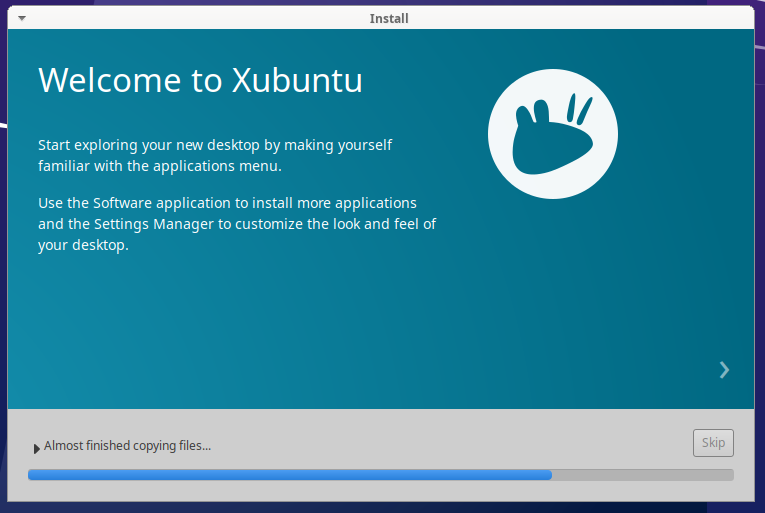 Install
Welcome to Xubuntu
Start exploring your new desktop by making yourself
familiar with the applications menu.
Use the Software application to install more applications
and the Settings Manager to customize the look and feel of
your desktop.
Almost finished copying files...
Skip